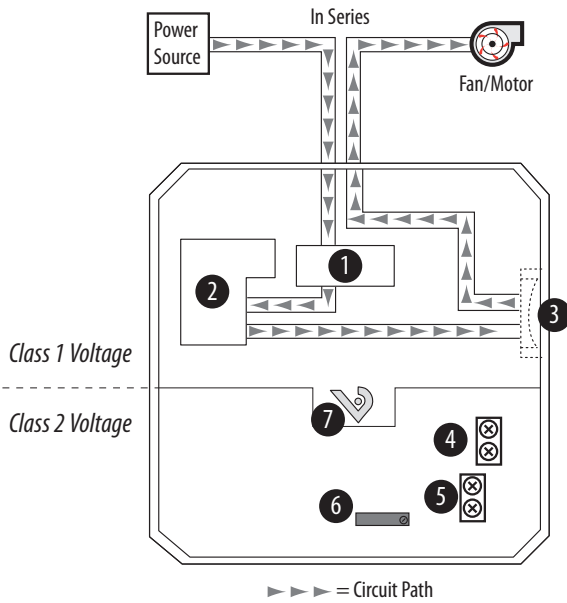 In Series
Power
Source
Fan/Motor
1
2
3
Class 1 Voltage
Class 2 Voltage
7
4
5
6
= Circuit Path